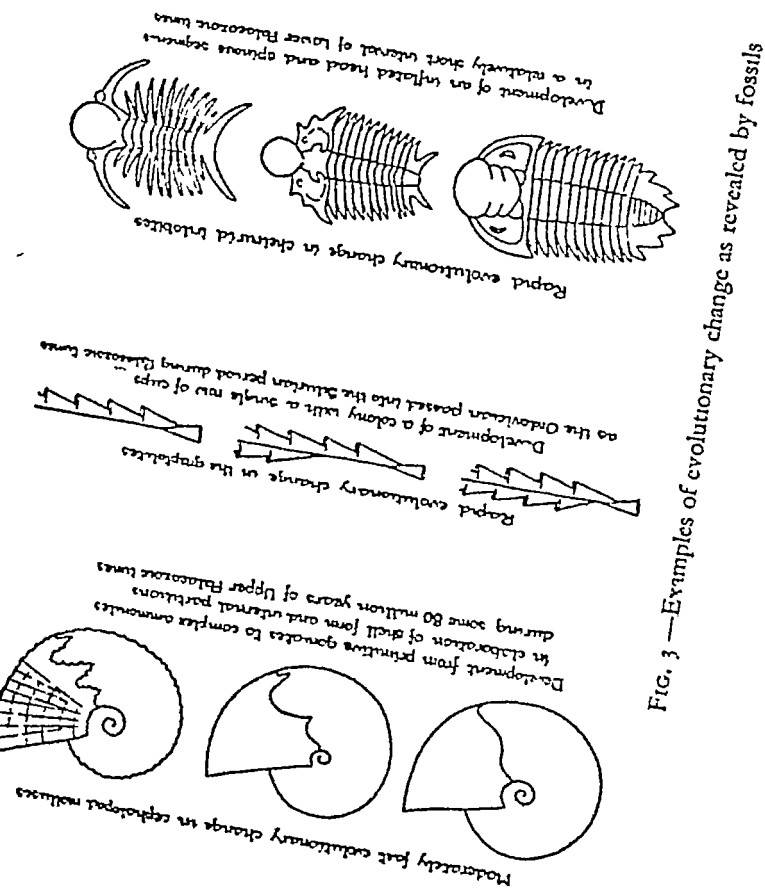 Moderately fast evolutionary change in cephalopod molluscs
Development from primitive goniatites to complex ammonites
in elaboration of shell form and internal partitions
during some 80 million years of Upper Palaeozoic times
Rapid evolutionary change in the graptolites
Development of a colony with a single row of cups
as the Ordovician passed into the Silurian period during Palaeozoic times
Rapid evolutionary change in cheirurid trilobites
Development of an inflated head and spinous segments
in a relatively short interval of Lower Palaeozoic times
FIG. 3 —Examples of evolutionary change as revealed by fossils